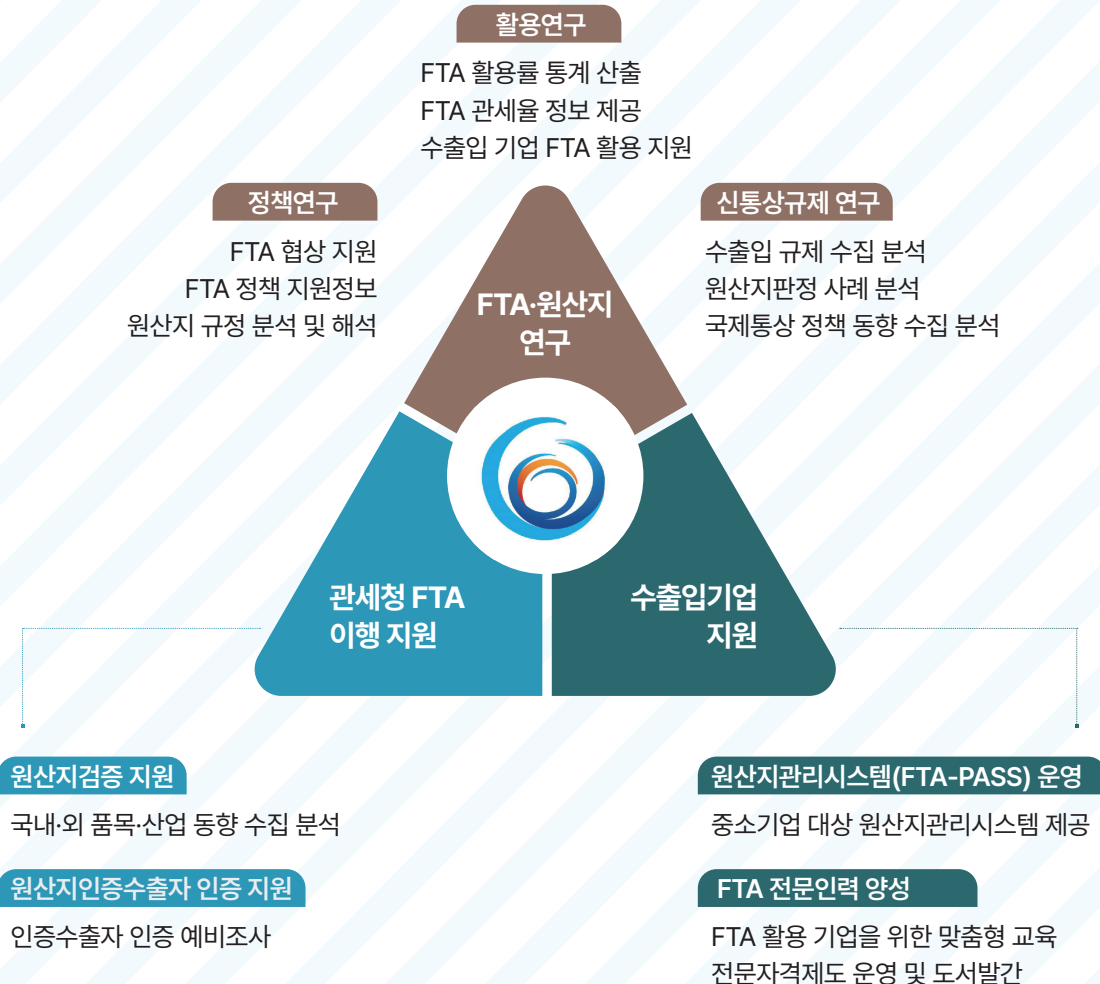 활용연구
FTA 활용률 통계 산출
FTA 관세율 정보 제공
수출입 기업 FTA 활용 지원
정책연구
FTA 협상 지원
FTA 정책 지원정보
원산지 규정 분석 및 해석
신통상규제 연구
수출입 규제 수집 분석
원산지판정 사례 분석
국제통상 정책 동향 수집 분석
FTA·원산지
연구
관세청 FTA
이행 지원
수출입기업
지원
원산지검증 지원
국내·외 품목·산업 동향 수집 분석
원산지인증수출자 인증 지원
인증수출자 인증 예비조사
원산지관리시스템(FTA-PASS) 운영
중소기업 대상 원산지관리시스템 제공
FTA 전문인력 양성
FTA 활용 기업을 위한 맞춤형 교육
전문자격제도 운영 및 도서발간